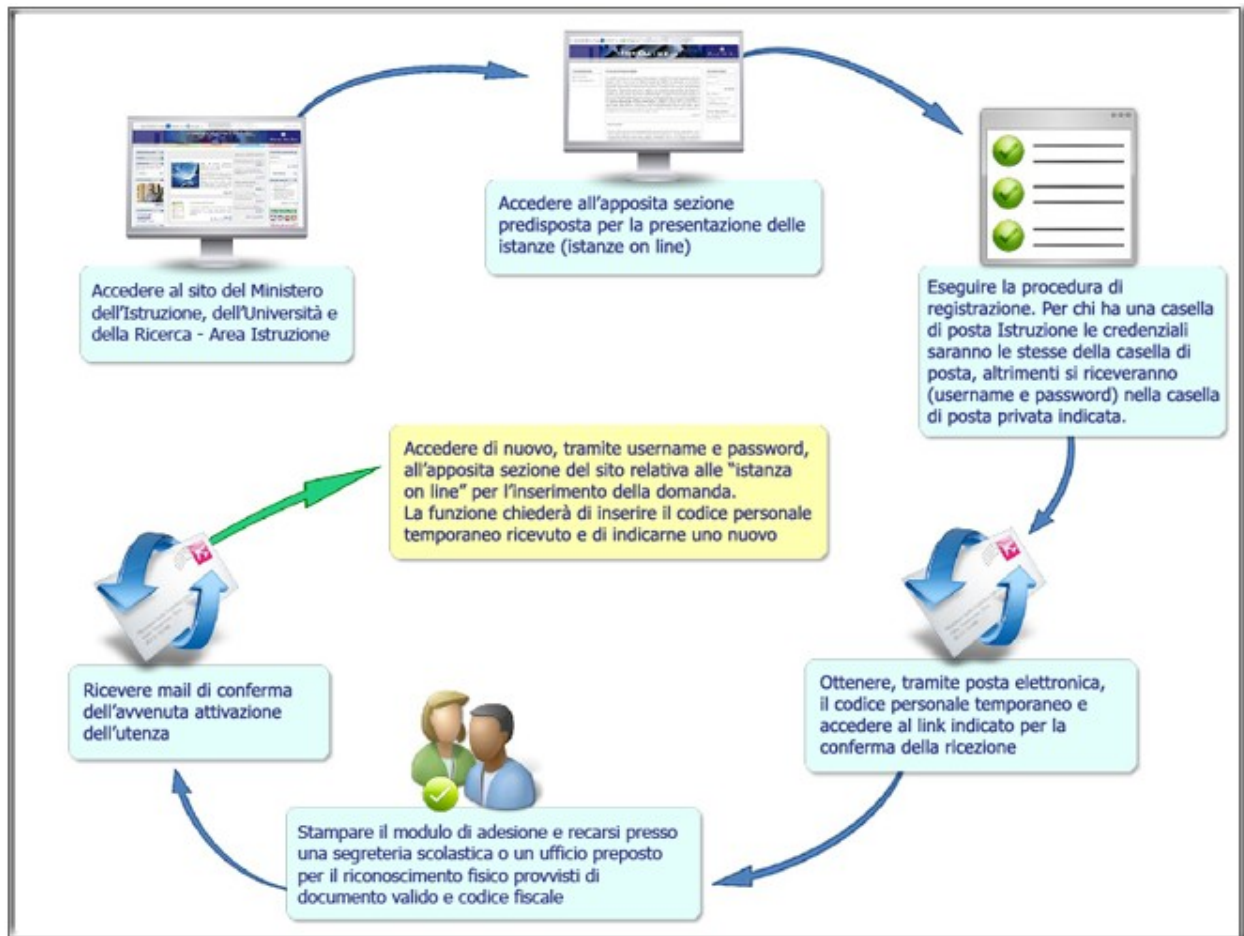 Accedere al sito del Ministero
dell'Istruzione, dell'Università e
della Ricerca - Area Istruzione
Accedere all'apposita sezione
predisposta per la presentazione delle
istanze (istanze on line)
Eseguire la procedura di
registrazione. Per chi ha una casella
di posta Istruzione le credenziali
saranno le stesse della casella di
posta, altrimenti si riceveranno
(username e password) nella casella
di posta privata indicata.
Ottenere, tramite posta elettronica,
il codice personale temporaneo e
accedere al link indicato per la
conferma della ricezione
Stampare il modulo di adesione e recarsi presso
una segreteria scolastica o un ufficio preposto
per il riconoscimento fisico provvisti di
documento valido e codice fiscale
Ricevere mail di conferma
dell'avvenuta attivazione
dell'utenza
Accedere di nuovo, tramite username e password,
all'apposita sezione del sito relativa alle "istanza
on line" per l'inserimento della domanda.
La funzione chiederà di inserire il codice personale
temporaneo ricevuto e di indicarne uno nuovo